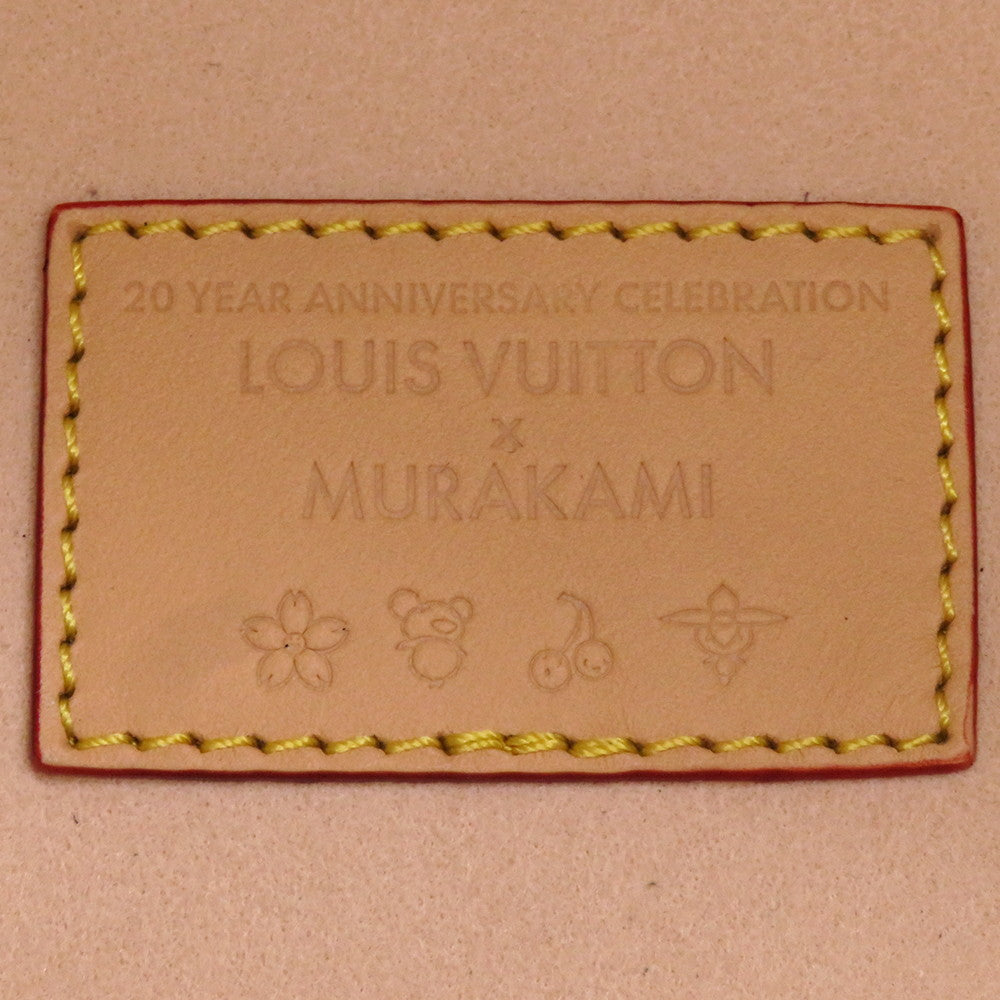 20 YEAR ANNIVERSARY CELEBRATION
LOUIS VUITTON
x
MURAKAMI